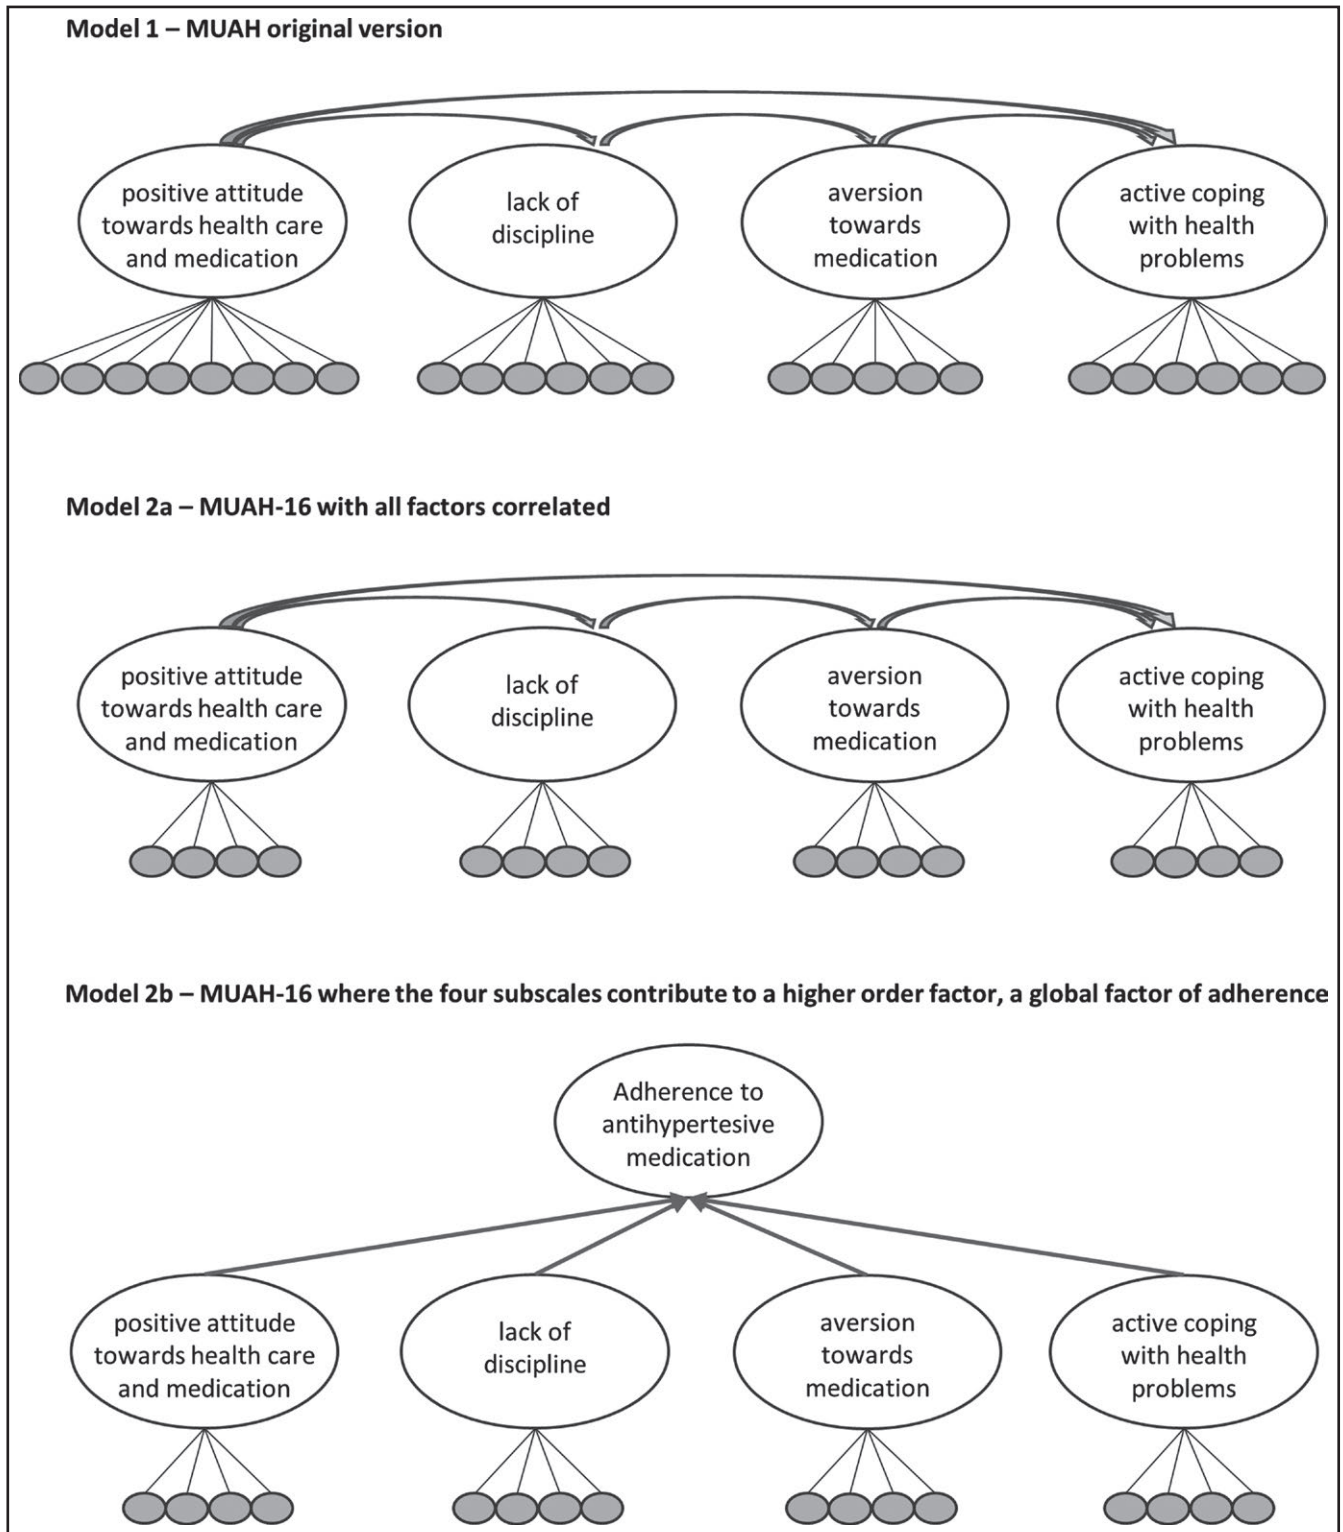 Model 1 – MUAH original version
positive attitude
towards health care
and medication
lack of
discipline
aversion
towards
medication
active coping
with health
problems
Model 2a – MUAH-16 with all factors correlated
positive attitude
towards health care
and medication
lack of
discipline
aversion
towards
medication
active coping
with health
problems
Model 2b – MUAH-16 where the four subscales contribute to a higher order factor, a global factor of adherence
Adherence to
antihypertesive
medication
positive attitude
towards health care
and medication
lack of
discipline
aversion
towards
medication
active coping
with health
problems